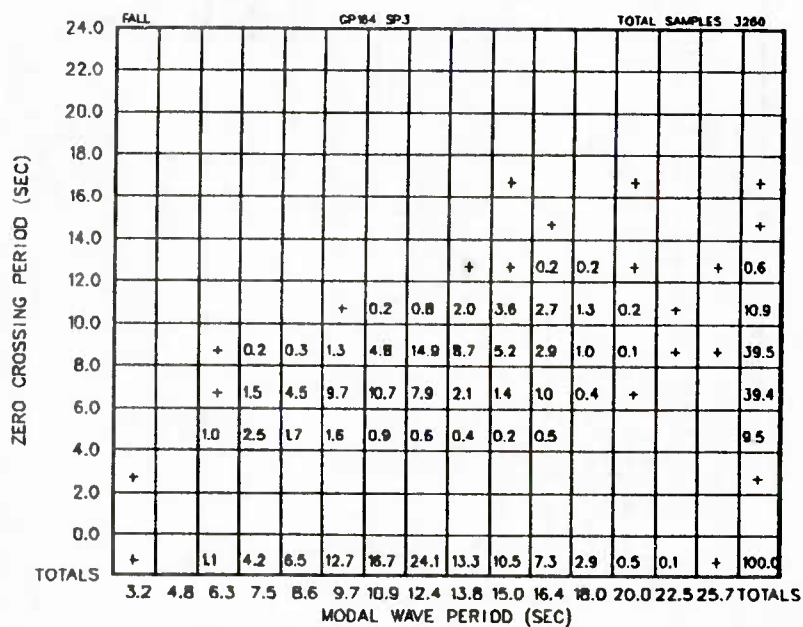 FALL GP184 SP3 TOTAL SAMPLES 3260
24.0
22.0
20.0
18.0
16.0 + + +
14.0 + +
12.0 + + 0.2 0.2 + + 0.6
10.0 + 0.2 0.8 2.0 3.6 2.7 1.3 0.2 + 10.9
8.0 + 0.2 0.3 1.3 4.8 14.9 8.7 5.2 2.9 1.0 0.1 + + 39.5
6.0 + 1.5 4.5 9.7 10.7 7.9 2.1 1.4 1.0 0.4 + 39.4
4.0 1.0 2.5 1.7 1.6 0.9 0.6 0.4 0.2 0.5 9.5
2.0 + +
0.0
TOTALS + 1.1 4.2 6.5 12.7 16.7 24.1 13.3 10.5 7.3 2.9 0.5 0.1 + 100.0
3.2 4.8 6.3 7.5 8.6 9.7 10.9 12.4 13.8 15.0 16.4 18.0 20.0 22.5 25.7 TOTALS
MODAL WAVE PERIOD (SEC)
ZERO CROSSING PERIOD (SEC)